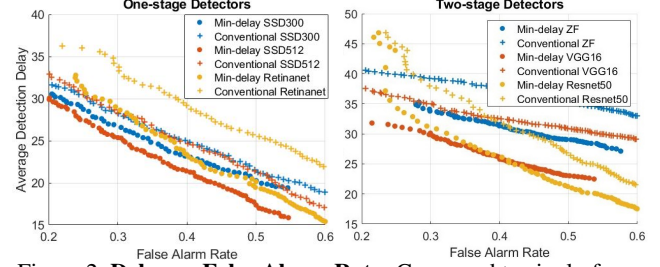 One-stage Detectors
Two-stage Detectors
40
35
30
25
20
15
Average Detection Delay
Min-delay SSD300
Conventional SSD300
Min-delay SSD512
Conventional SSD512
Min-delay Retinanet
Conventional Retinanet
0.2 0.3 0.4 0.5 0.6
False Alarm Rate
50
45
40
35
30
25
20
15
Min-delay ZF
Conventional ZF
Min-delay VGG16
Conventional VGG16
Min-delay Resnet50
Conventional Resnet50
0.2 0.3 0.4 0.5 0.6
False Alarm Rate